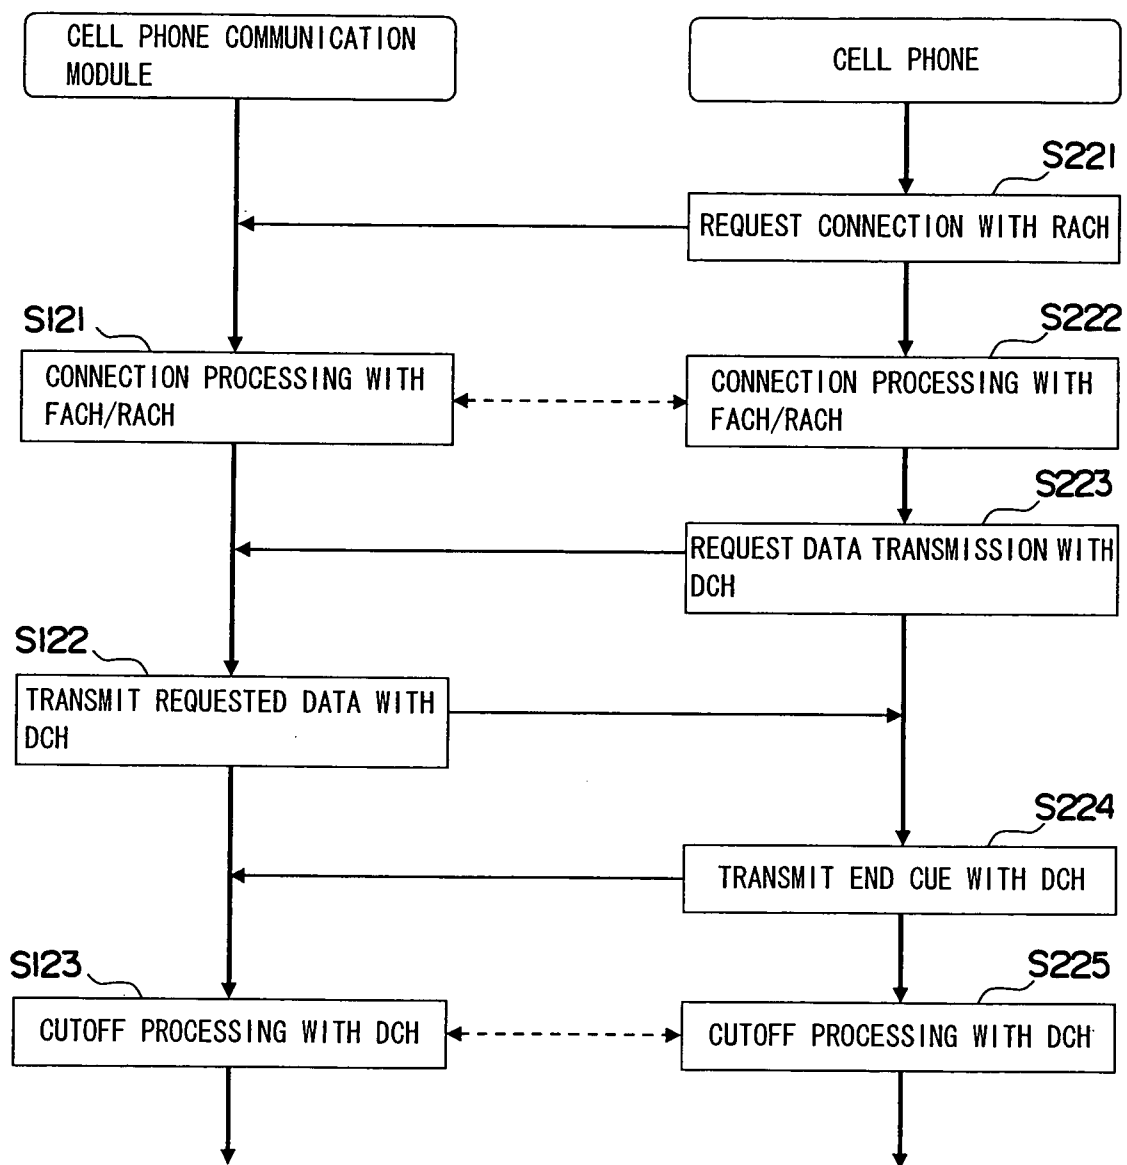 CELL PHONE COMMUNICATION
MODULE
CELL PHONE
S221
REQUEST CONNECTION WITH RACH
S121
CONNECTION PROCESSING WITH
FACH/RACH
S222
CONNECTION PROCESSING WITH
FACH/RACH
S223
REQUEST DATA TRANSMISSION WITH
DCH
S122
TRANSMIT REQUESTED DATA WITH
DCH
S224
TRANSMIT END CUE WITH DCH
S123
CUTOFF PROCESSING WITH DCH
S225
CUTOFF PROCESSING WITH DCH